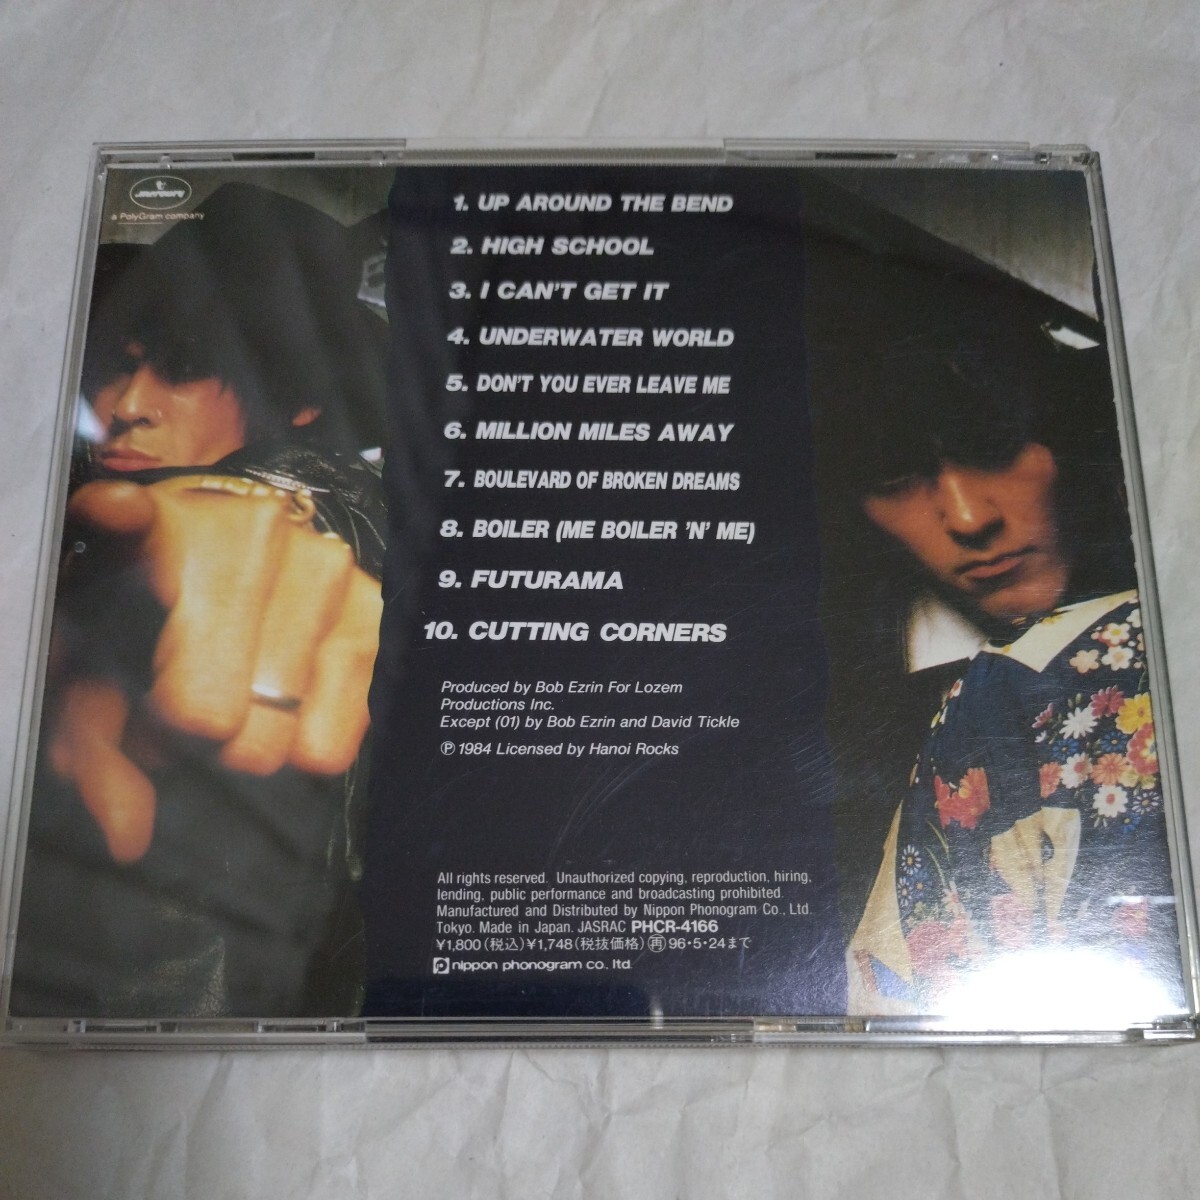 Mercury
a PolyGram company
1. UP AROUND THE BEND
2. HIGH SCHOOL
3. I CAN'T GET IT
4. UNDERWATER WORLD
5. DON'T YOU EVER LEAVE ME
6. MILLION MILES AWAY
7. BOULEVARD OF BROKEN DREAMS
8. BOILER (ME BOILER 'N' ME)
9. FUTURAMA
10. CUTTING CORNERS
Produced by Bob Ezrin For Lozem
Productions Inc.
Except (01) by Bob Ezrin and David Tickle
Ⓟ 1984 Licensed by Hanoi Rocks
All rights reserved. Unauthorized copying, reproduction, hiring,
lending, public performance and broadcasting prohibited.
Manufactured and Distributed by Nippon Phonogram Co., Ltd.
Tokyo. Made in Japan. JASRAC PHCR-4166
¥1,800(税込)¥1,748(税抜価格)㊢96・5・24まで
nippon phonogram co., ltd.